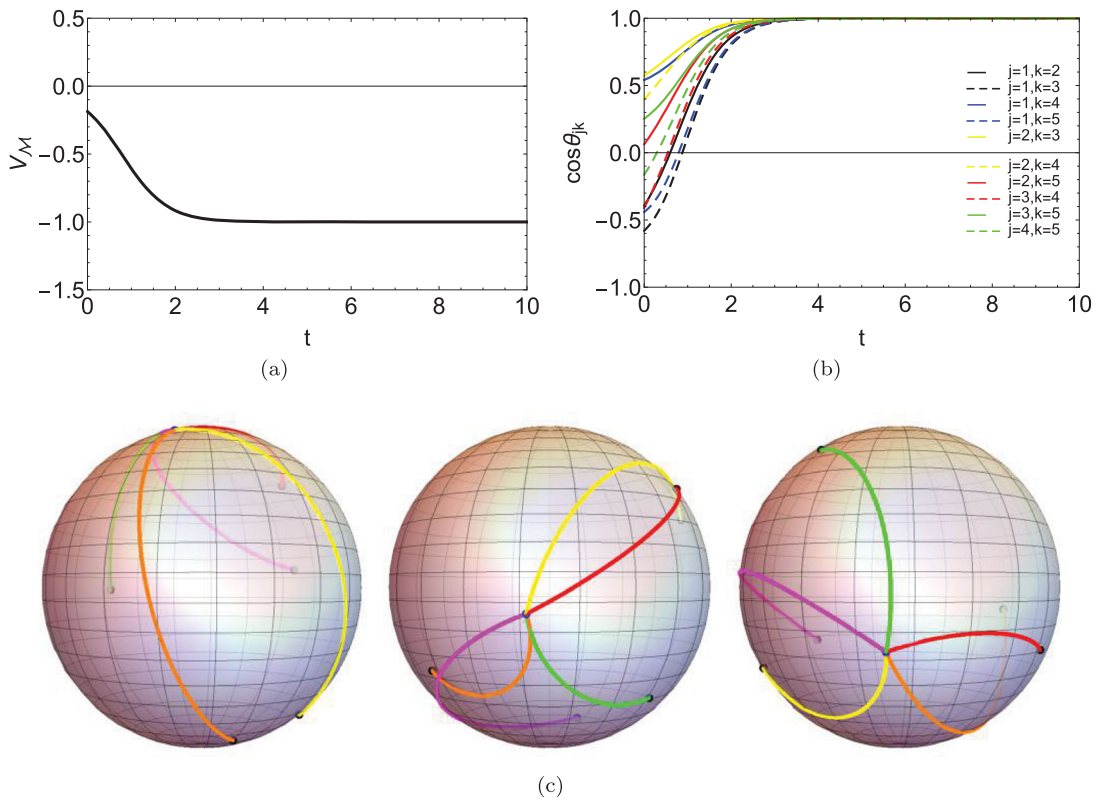 0.5
0.0
−0.5
−1.0
−1.5
V_M
0 2 4 6 8 10
t
(a)
1.0
0.5
0.0
−0.5
−1.0
cosθ_jk
0 2 4 6 8 10
t
j=1,k=2
j=1,k=3
j=1,k=4
j=1,k=5
j=2,k=3
j=2,k=4
j=2,k=5
j=3,k=4
j=3,k=5
j=4,k=5
(b)
(c)